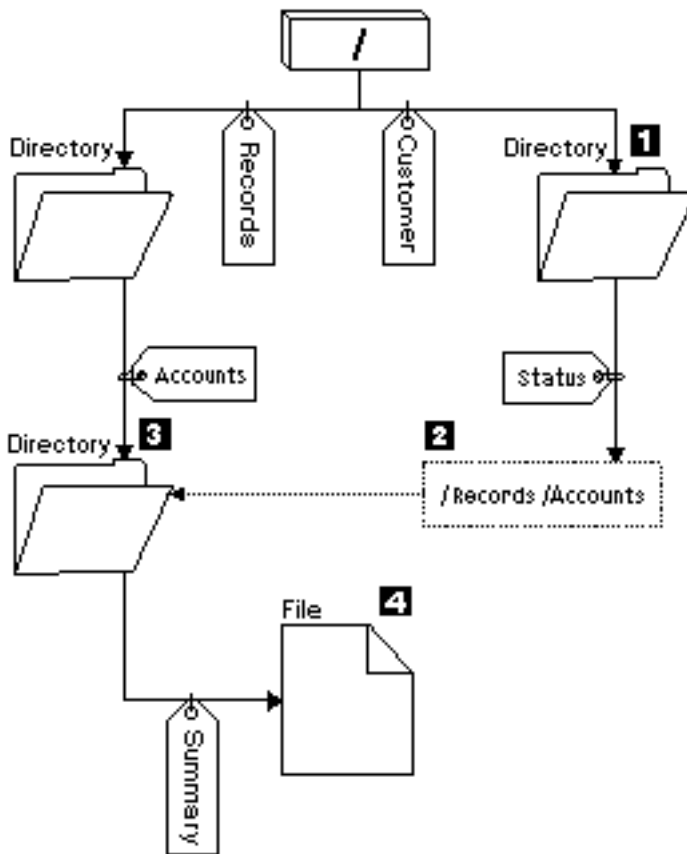 /
Records
Customer
Directory
Directory 1
Accounts
Status
Directory 3
2
/Records /Accounts
File 4
Summary